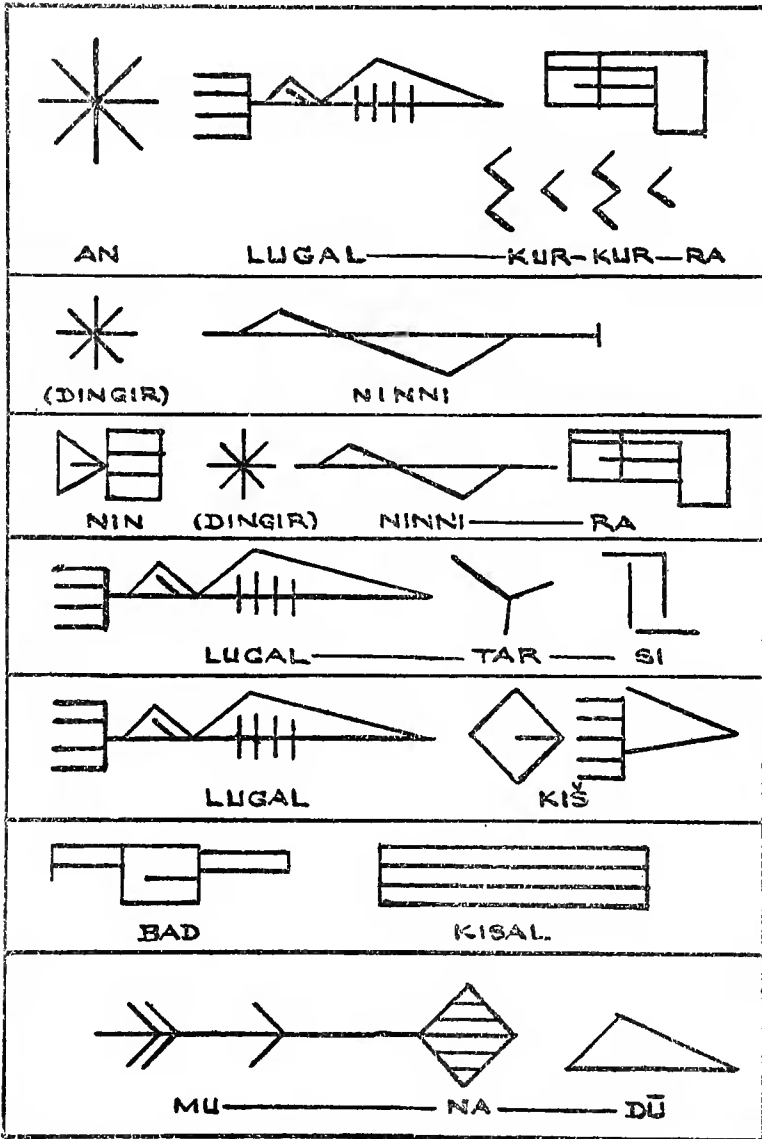 AN LUGAL—KUR-KUR—RA
(DINGIR) NINNI
NIN (DINGIR) NINNI—RA
LUGAL—TAR—SI
LUGAL KIŠ
BAD KISAL.
MU—NA—DŪ